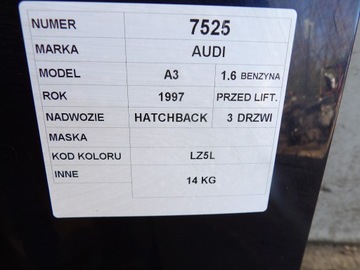 NUMER 7525
MARKA AUDI
MODEL A3 1.6 BENZYNA
ROK 1997 PRZED LIFT.
NADWOZIE HATCHBACK 3 DRZWI
MASKA
KOD KOLORU LZ5L
INNE 14 KG